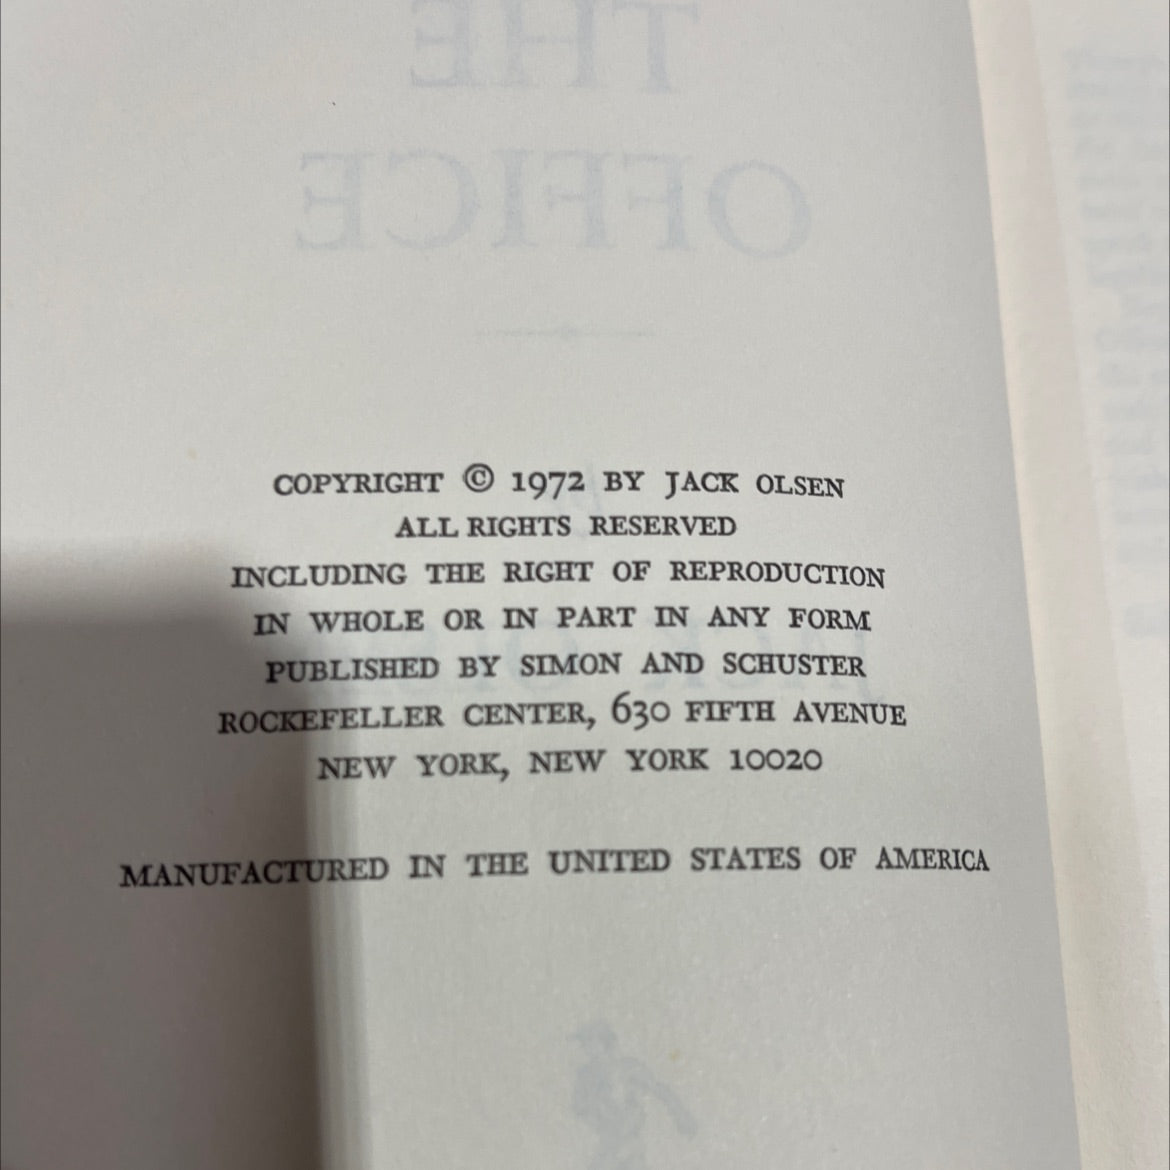 THE
OFFICE
COPYRIGHT © 1972 BY JACK OLSEN
ALL RIGHTS RESERVED
INCLUDING THE RIGHT OF REPRODUCTION
IN WHOLE OR IN PART IN ANY FORM
PUBLISHED BY SIMON AND SCHUSTER
ROCKEFELLER CENTER, 630 FIFTH AVENUE
NEW YORK, NEW YORK 10020
MANUFACTURED IN THE UNITED STATES OF AMERICA